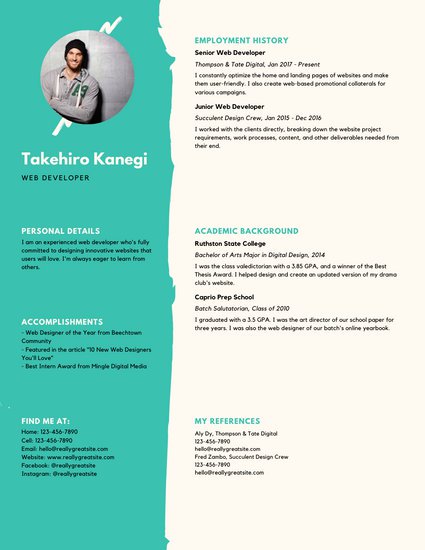 Takehiro Kanegi
WEB DEVELOPER
PERSONAL DETAILS
I am an experienced web developer who's fully
committed to designing innovative websites that
users will love. I'm always eager to learn from
others.
ACCOMPLISHMENTS
- Web Designer of the Year from Beechtown
Community
- Featured in the article "10 New Web Designers
You'll Love"
- Best Intern Award from Mingle Digital Media
FIND ME AT:
Home: 123-456-7890
Cell: 123-456-7890
Email: hello@reallygreatsite.com
Website: www.reallygreatsite.com
Facebook: @reallygreatsite
Instagram: @reallygreatsite
EMPLOYMENT HISTORY
Senior Web Developer
Thompson & Tate Digital, Jan 2017 - Present
I constantly optimize the home and landing pages of websites and make
them user-friendly. I also create web-based promotional collaterals for
various campaigns.
Junior Web Developer
Succulent Design Crew, Jan 2015 - Dec 2016
I worked with the clients directly, breaking down the website project
requirements, work processes, content, and other deliverables needed from
their end.
ACADEMIC BACKGROUND
Ruthston State College
Bachelor of Arts Major in Digital Design, 2014
I was the class valedictorian with a 3.85 GPA, and a winner of the Best
Thesis Award. I helped design and create an updated version of my drama
club's website.
Caprio Prep School
Batch Salutatorian, Class of 2010
I graduated with a 3.5 GPA. I was the art director of our school paper for
three years. I was also the web designer of our batch's online yearbook.
MY REFERENCES
Aly Dy, Thompson & Tate Digital
123-456-7890
hello@reallygreatsite.com
Fred Zambo, Succulent Design Crew
123-456-7890
hello@reallygreatsite.com